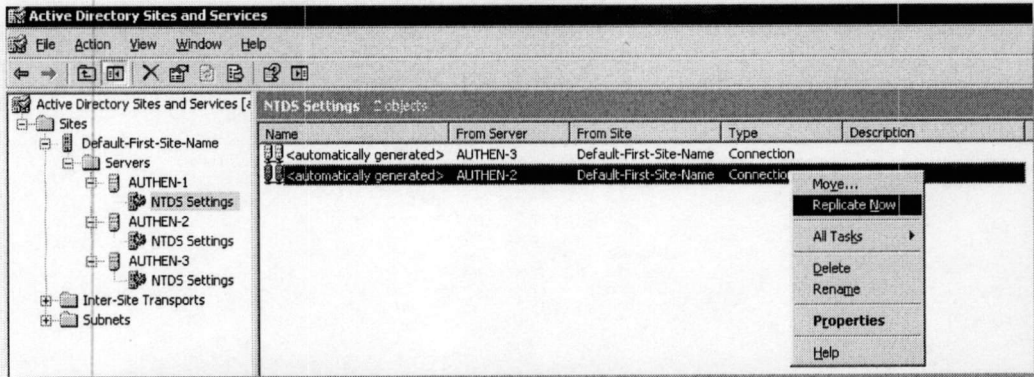 Active Directory Sites and Services
File Action View Window Help
Active Directory Sites and Services [a
Sites
Default-First-Site-Name
Servers
AUTHEN-1
NTDS Settings
AUTHEN-2
NTDS Settings
AUTHEN-3
NTDS Settings
Inter-Site Transports
Subnets
NTDS Settings 2 objects
Name From Server From Site Type Description
<automatically generated> AUTHEN-3 Default-First-Site-Name Connection
<automatically generated> AUTHEN-2 Default-First-Site-Name Connection
Move...
Replicate Now
All Tasks
Delete
Rename
Properties
Help